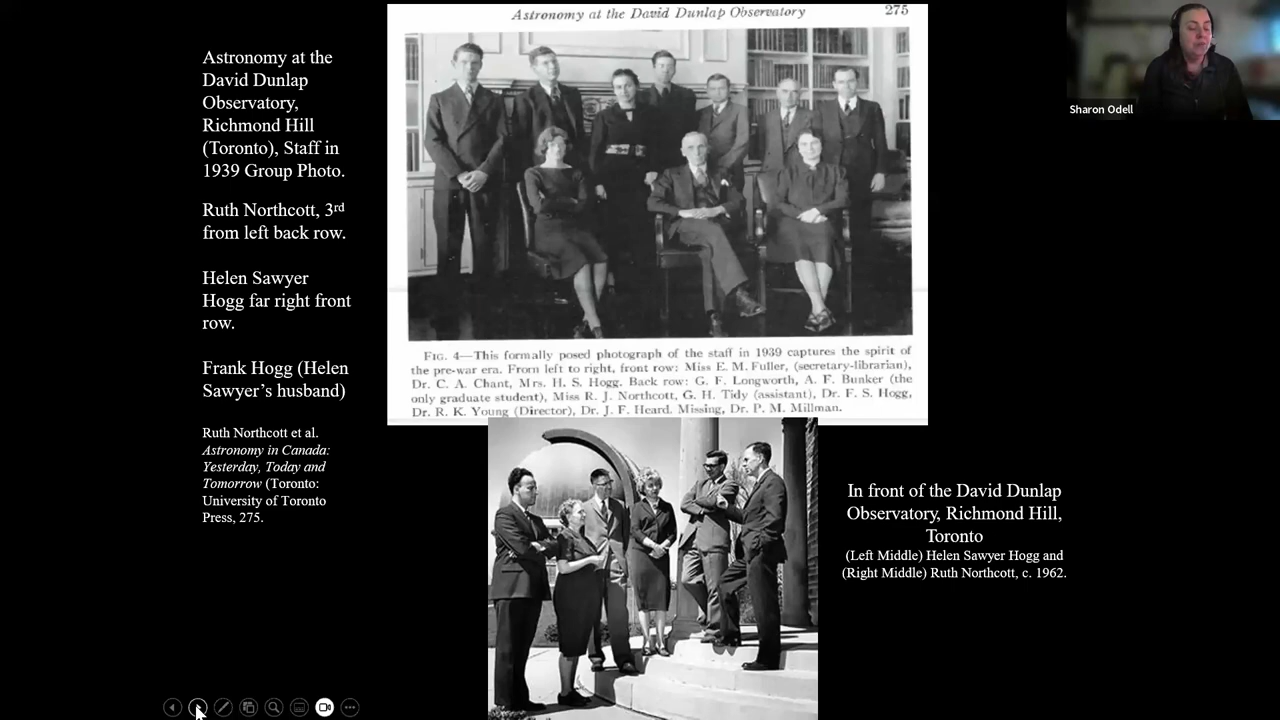 Astronomy at the
David Dunlap
Observatory,
Richmond Hill
(Toronto), Staff in
1939 Group Photo.
Ruth Northcott, 3rd
from left back row.
Helen Sawyer
Hogg far right front
row.
Frank Hogg (Helen
Sawyer’s husband)
Ruth Northcott et al.
Astronomy in Canada:
Yesterday, Today and
Tomorrow (Toronto:
University of Toronto
Press, 275.
Astronomy at the David Dunlap Observatory 275
FIG. 4—This formally posed photograph of the staff in 1939 captures the spirit of
the pre-war era. From left to right, front row: Miss E. M. Fuller, (secretary-librarian),
Dr. C. A. Chant, Mrs. H. S. Hogg. Back row: G. F. Longworth, A. F. Bunker (the
only graduate student), Miss R. J. Northcott, G. H. Tidy (assistant), Dr. F. S. Hogg,
Dr. R. K. Young (Director), Dr. J. F. Heard. Missing, Dr. P. M. Millman.
In front of the David Dunlap
Observatory, Richmond Hill,
Toronto
(Left Middle) Helen Sawyer Hogg and
(Right Middle) Ruth Northcott, c. 1962.
Sharon Odell